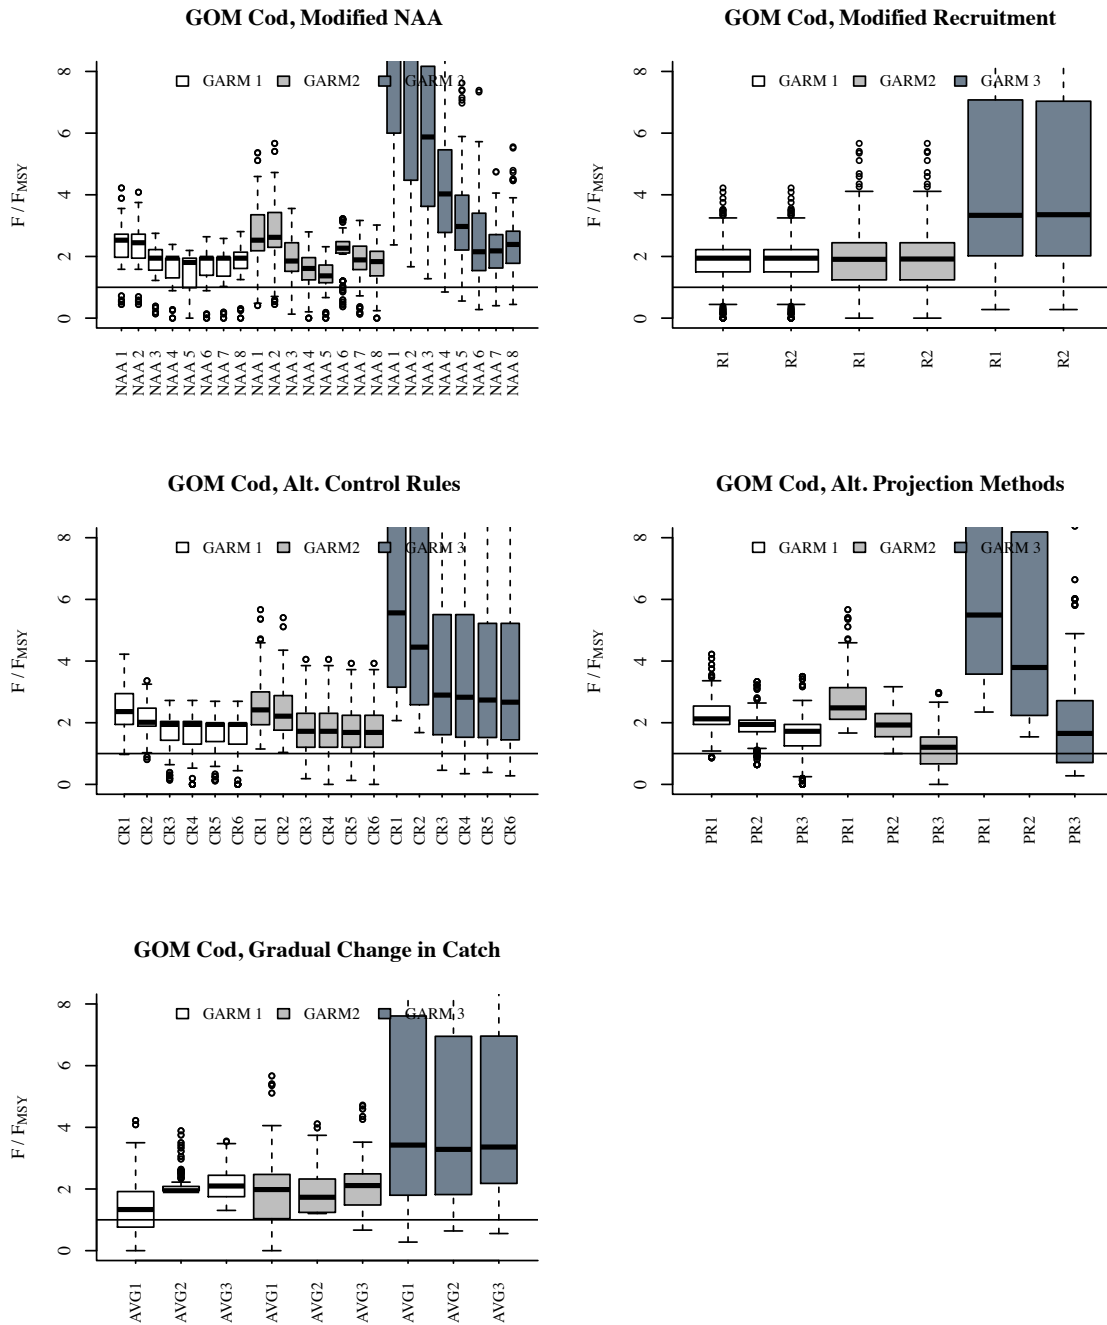 GOM Cod, Modified NAA
GARM 1 GARM2 GARM 3
F / FMSY
0 2 4 6 8
NAA 1 NAA 2 NAA 3 NAA 4 NAA 5 NAA 6 NAA 7 NAA 8 NAA 1 NAA 2 NAA 3 NAA 4 NAA 5 NAA 6 NAA 7 NAA 8 NAA 1 NAA 2 NAA 3 NAA 4 NAA 5 NAA 6 NAA 7 NAA 8
GOM Cod, Modified Recruitment
GARM 1 GARM2 GARM 3
F / FMSY
0 2 4 6 8
R1 R2 R1 R2 R1 R2
GOM Cod, Alt. Control Rules
GARM 1 GARM2 GARM 3
F / FMSY
0 2 4 6 8
CR1 CR2 CR3 CR4 CR5 CR6 CR1 CR2 CR3 CR4 CR5 CR6 CR1 CR2 CR3 CR4 CR5 CR6
GOM Cod, Alt. Projection Methods
GARM 1 GARM2 GARM 3
F / FMSY
0 2 4 6 8
PR1 PR2 PR3 PR1 PR2 PR3 PR1 PR2 PR3
GOM Cod, Gradual Change in Catch
GARM 1 GARM2 GARM 3
F / FMSY
0 2 4 6 8
AVG1 AVG2 AVG3 AVG1 AVG2 AVG3 AVG1 AVG2 AVG3